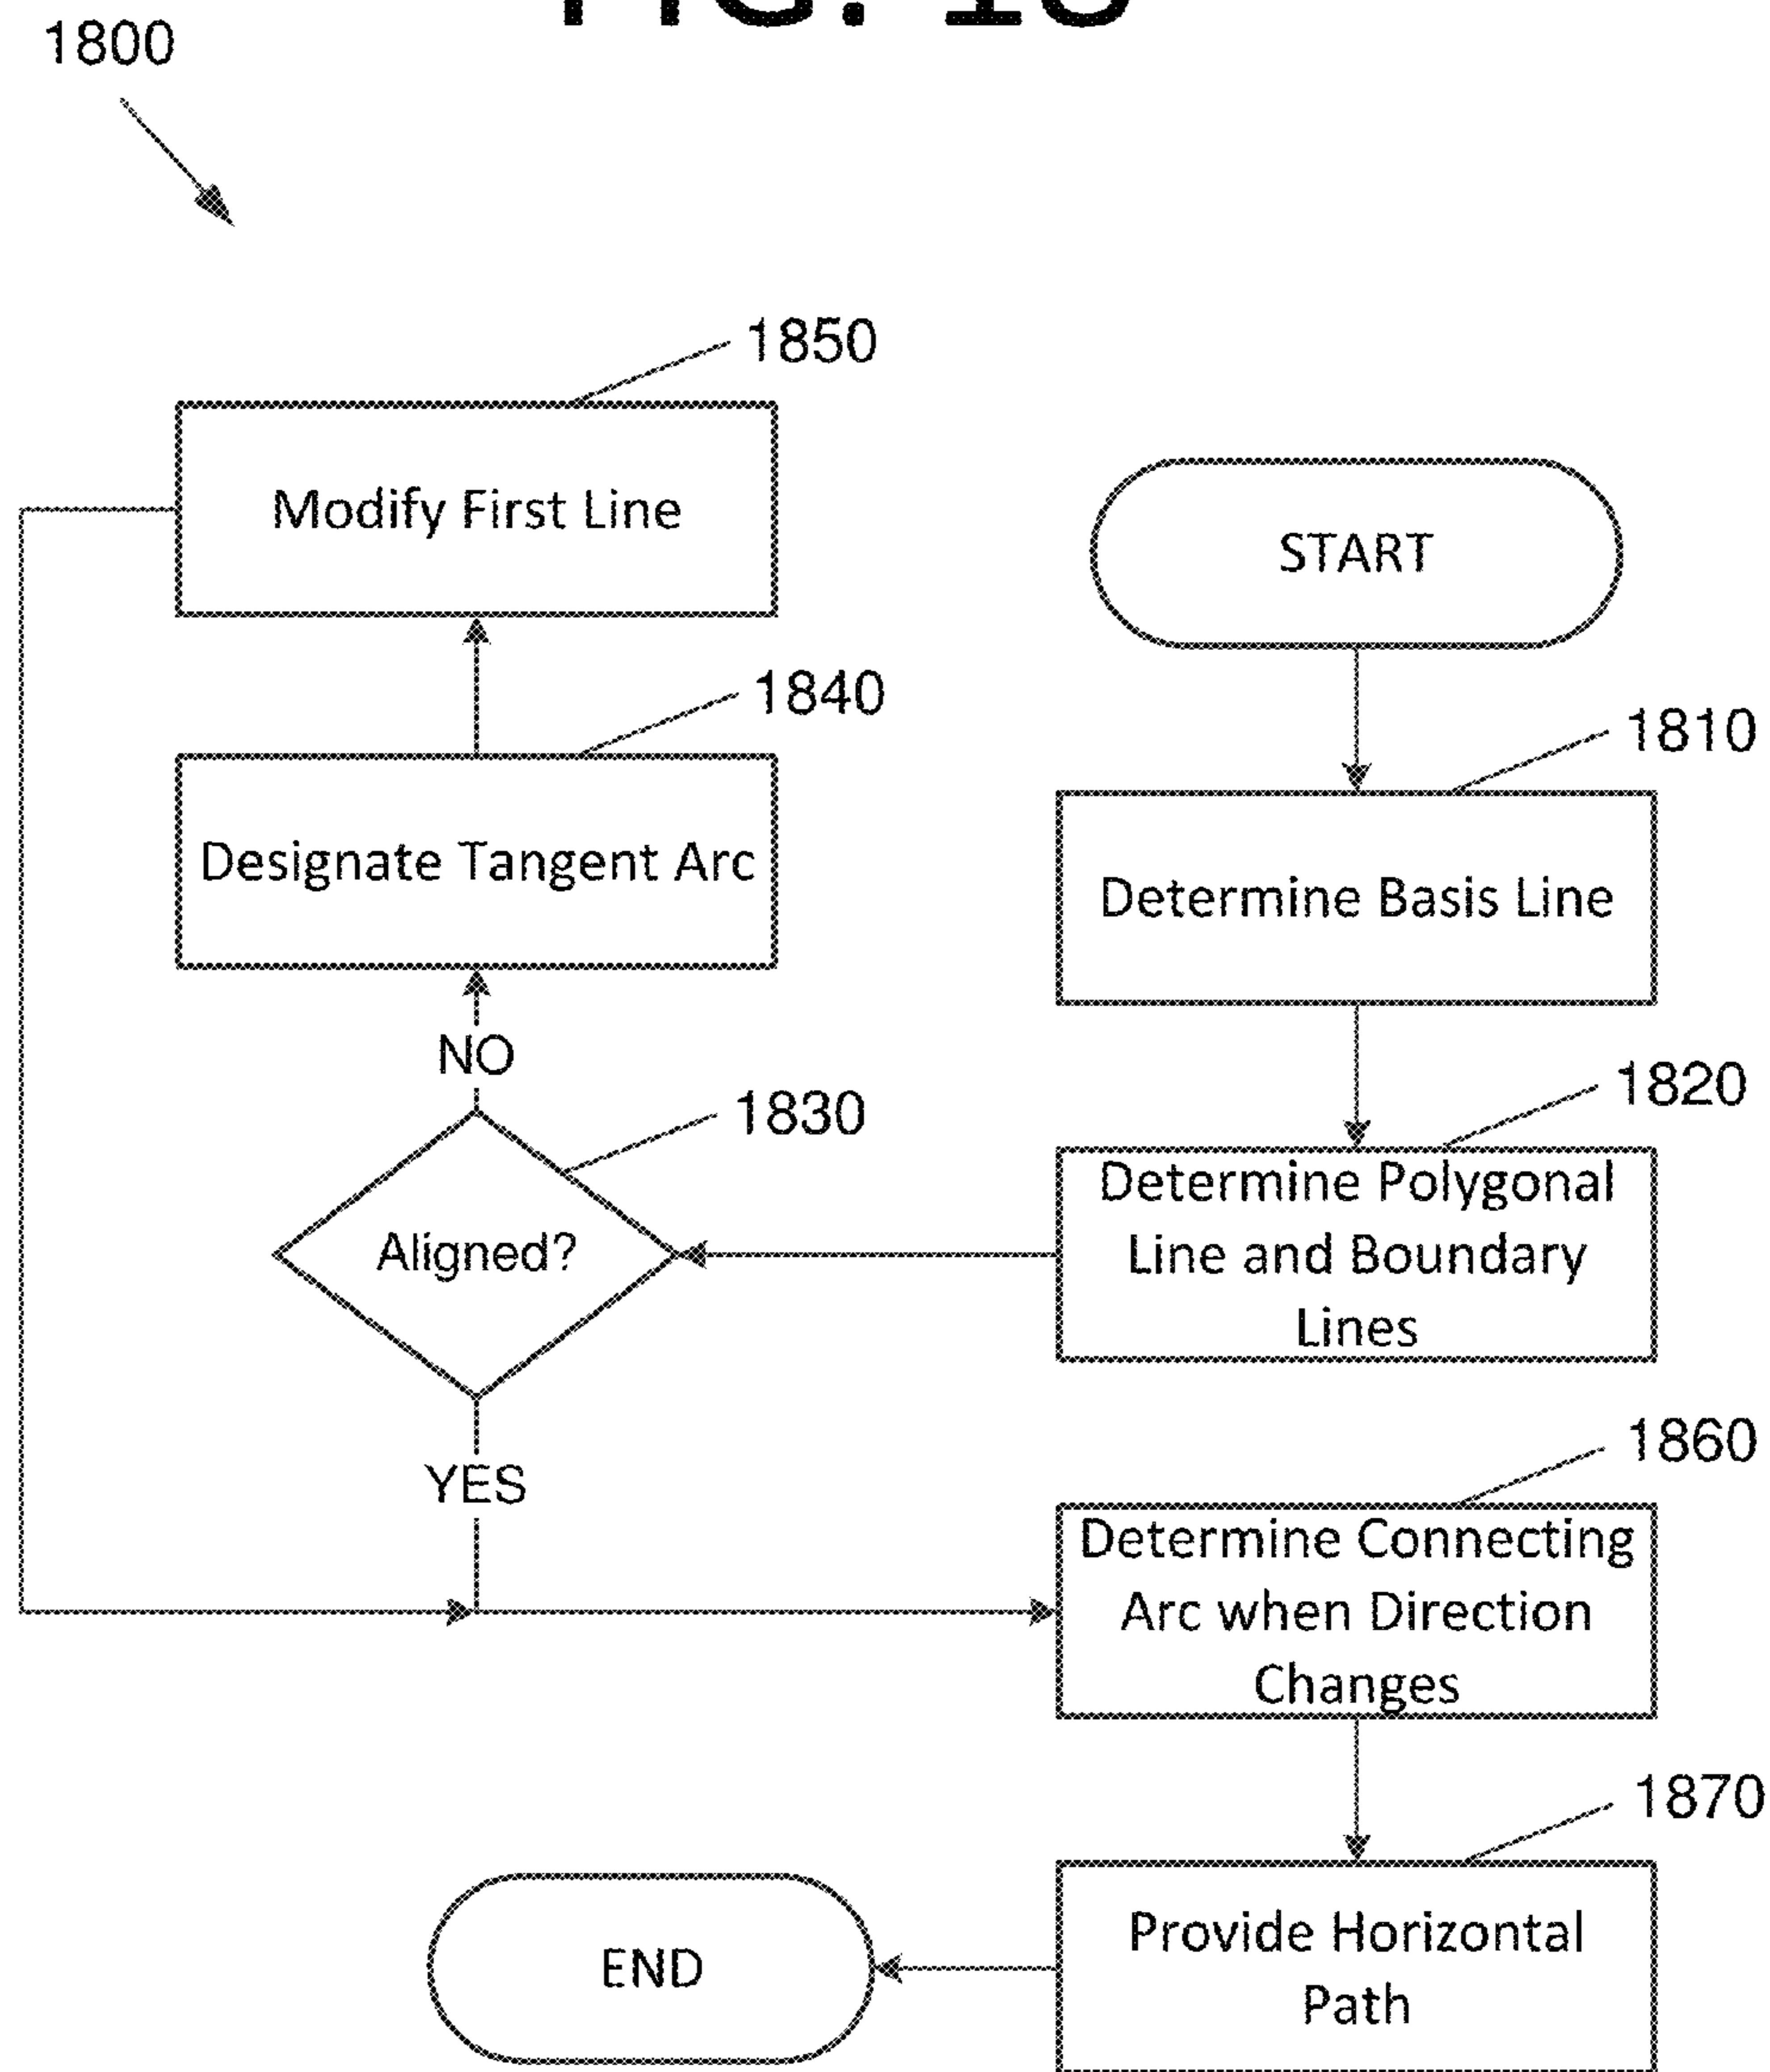 1800
1850
Modify First Line
START
1840
Designate Tangent Arc
1810
Determine Basis Line
NO
1830
Aligned?
1820
Determine Polygonal
Line and Boundary
Lines
YES
1860
Determine Connecting
Arc when Direction
Changes
1870
Provide Horizontal
Path
END